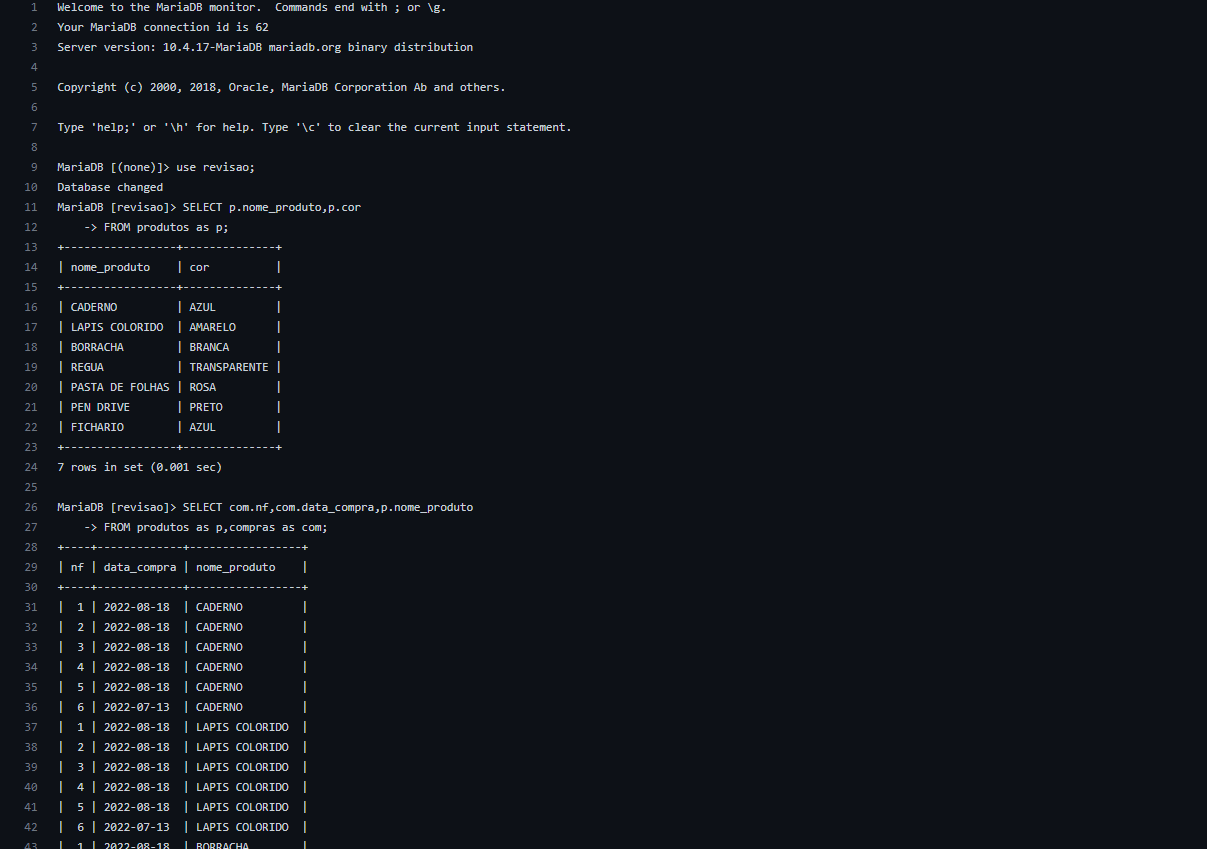 1 Welcome to the MariaDB monitor.  Commands end with ; or \g.
2 Your MariaDB connection id is 62
3 Server version: 10.4.17-MariaDB mariadb.org binary distribution
4
5 Copyright (c) 2000, 2018, Oracle, MariaDB Corporation Ab and others.
6
7 Type 'help;' or '\h' for help. Type '\c' to clear the current input statement.
8
9 MariaDB [(none)]> use revisao;
10 Database changed
11 MariaDB [revisao]> SELECT p.nome_produto,p.cor
12     -> FROM produtos as p;
13 +-----------------+--------------+
14 | nome_produto    | cor          |
15 +-----------------+--------------+
16 | CADERNO         | AZUL         |
17 | LAPIS COLORIDO  | AMARELO      |
18 | BORRACHA        | BRANCA       |
19 | REGUA           | TRANSPARENTE |
20 | PASTA DE FOLHAS | ROSA         |
21 | PEN DRIVE       | PRETO        |
22 | FICHARIO        | AZUL         |
23 +-----------------+--------------+
24 7 rows in set (0.001 sec)
25
26 MariaDB [revisao]> SELECT com.nf,com.data_compra,p.nome_produto
27     -> FROM produtos as p,compras as com;
28 +----+-------------+-----------------+
29 | nf | data_compra | nome_produto    |
30 +----+-------------+-----------------+
31 |  1 | 2022-08-18  | CADERNO         |
32 |  2 | 2022-08-18  | CADERNO         |
33 |  3 | 2022-08-18  | CADERNO         |
34 |  4 | 2022-08-18  | CADERNO         |
35 |  5 | 2022-08-18  | CADERNO         |
36 |  6 | 2022-07-13  | CADERNO         |
37 |  1 | 2022-08-18  | LAPIS COLORIDO  |
38 |  2 | 2022-08-18  | LAPIS COLORIDO  |
39 |  3 | 2022-08-18  | LAPIS COLORIDO  |
40 |  4 | 2022-08-18  | LAPIS COLORIDO  |
41 |  5 | 2022-08-18  | LAPIS COLORIDO  |
42 |  6 | 2022-07-13  | LAPIS COLORIDO  |
43 |  1 | 2022-08-18  | BORRACHA        |